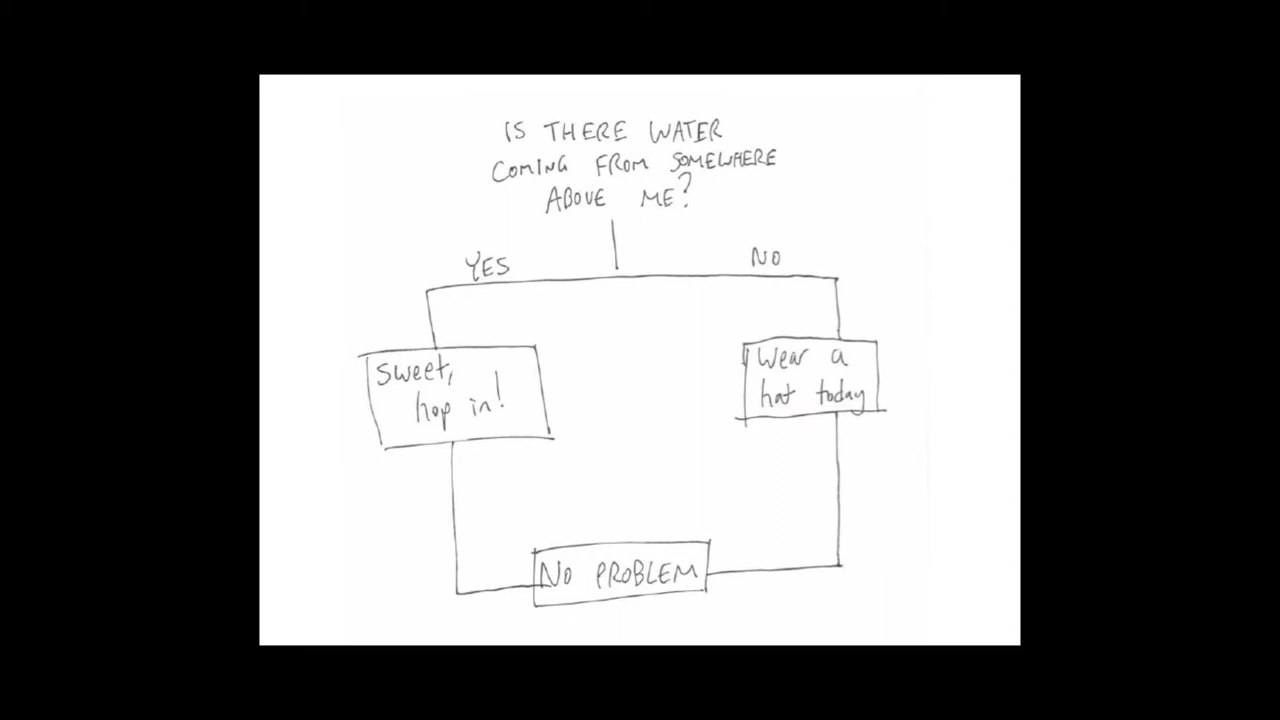 IS THERE WATER
COMING FROM SOMEWHERE
ABOVE ME?
YES
NO
Sweet,
hop in!
Wear a
hat today
NO PROBLEM